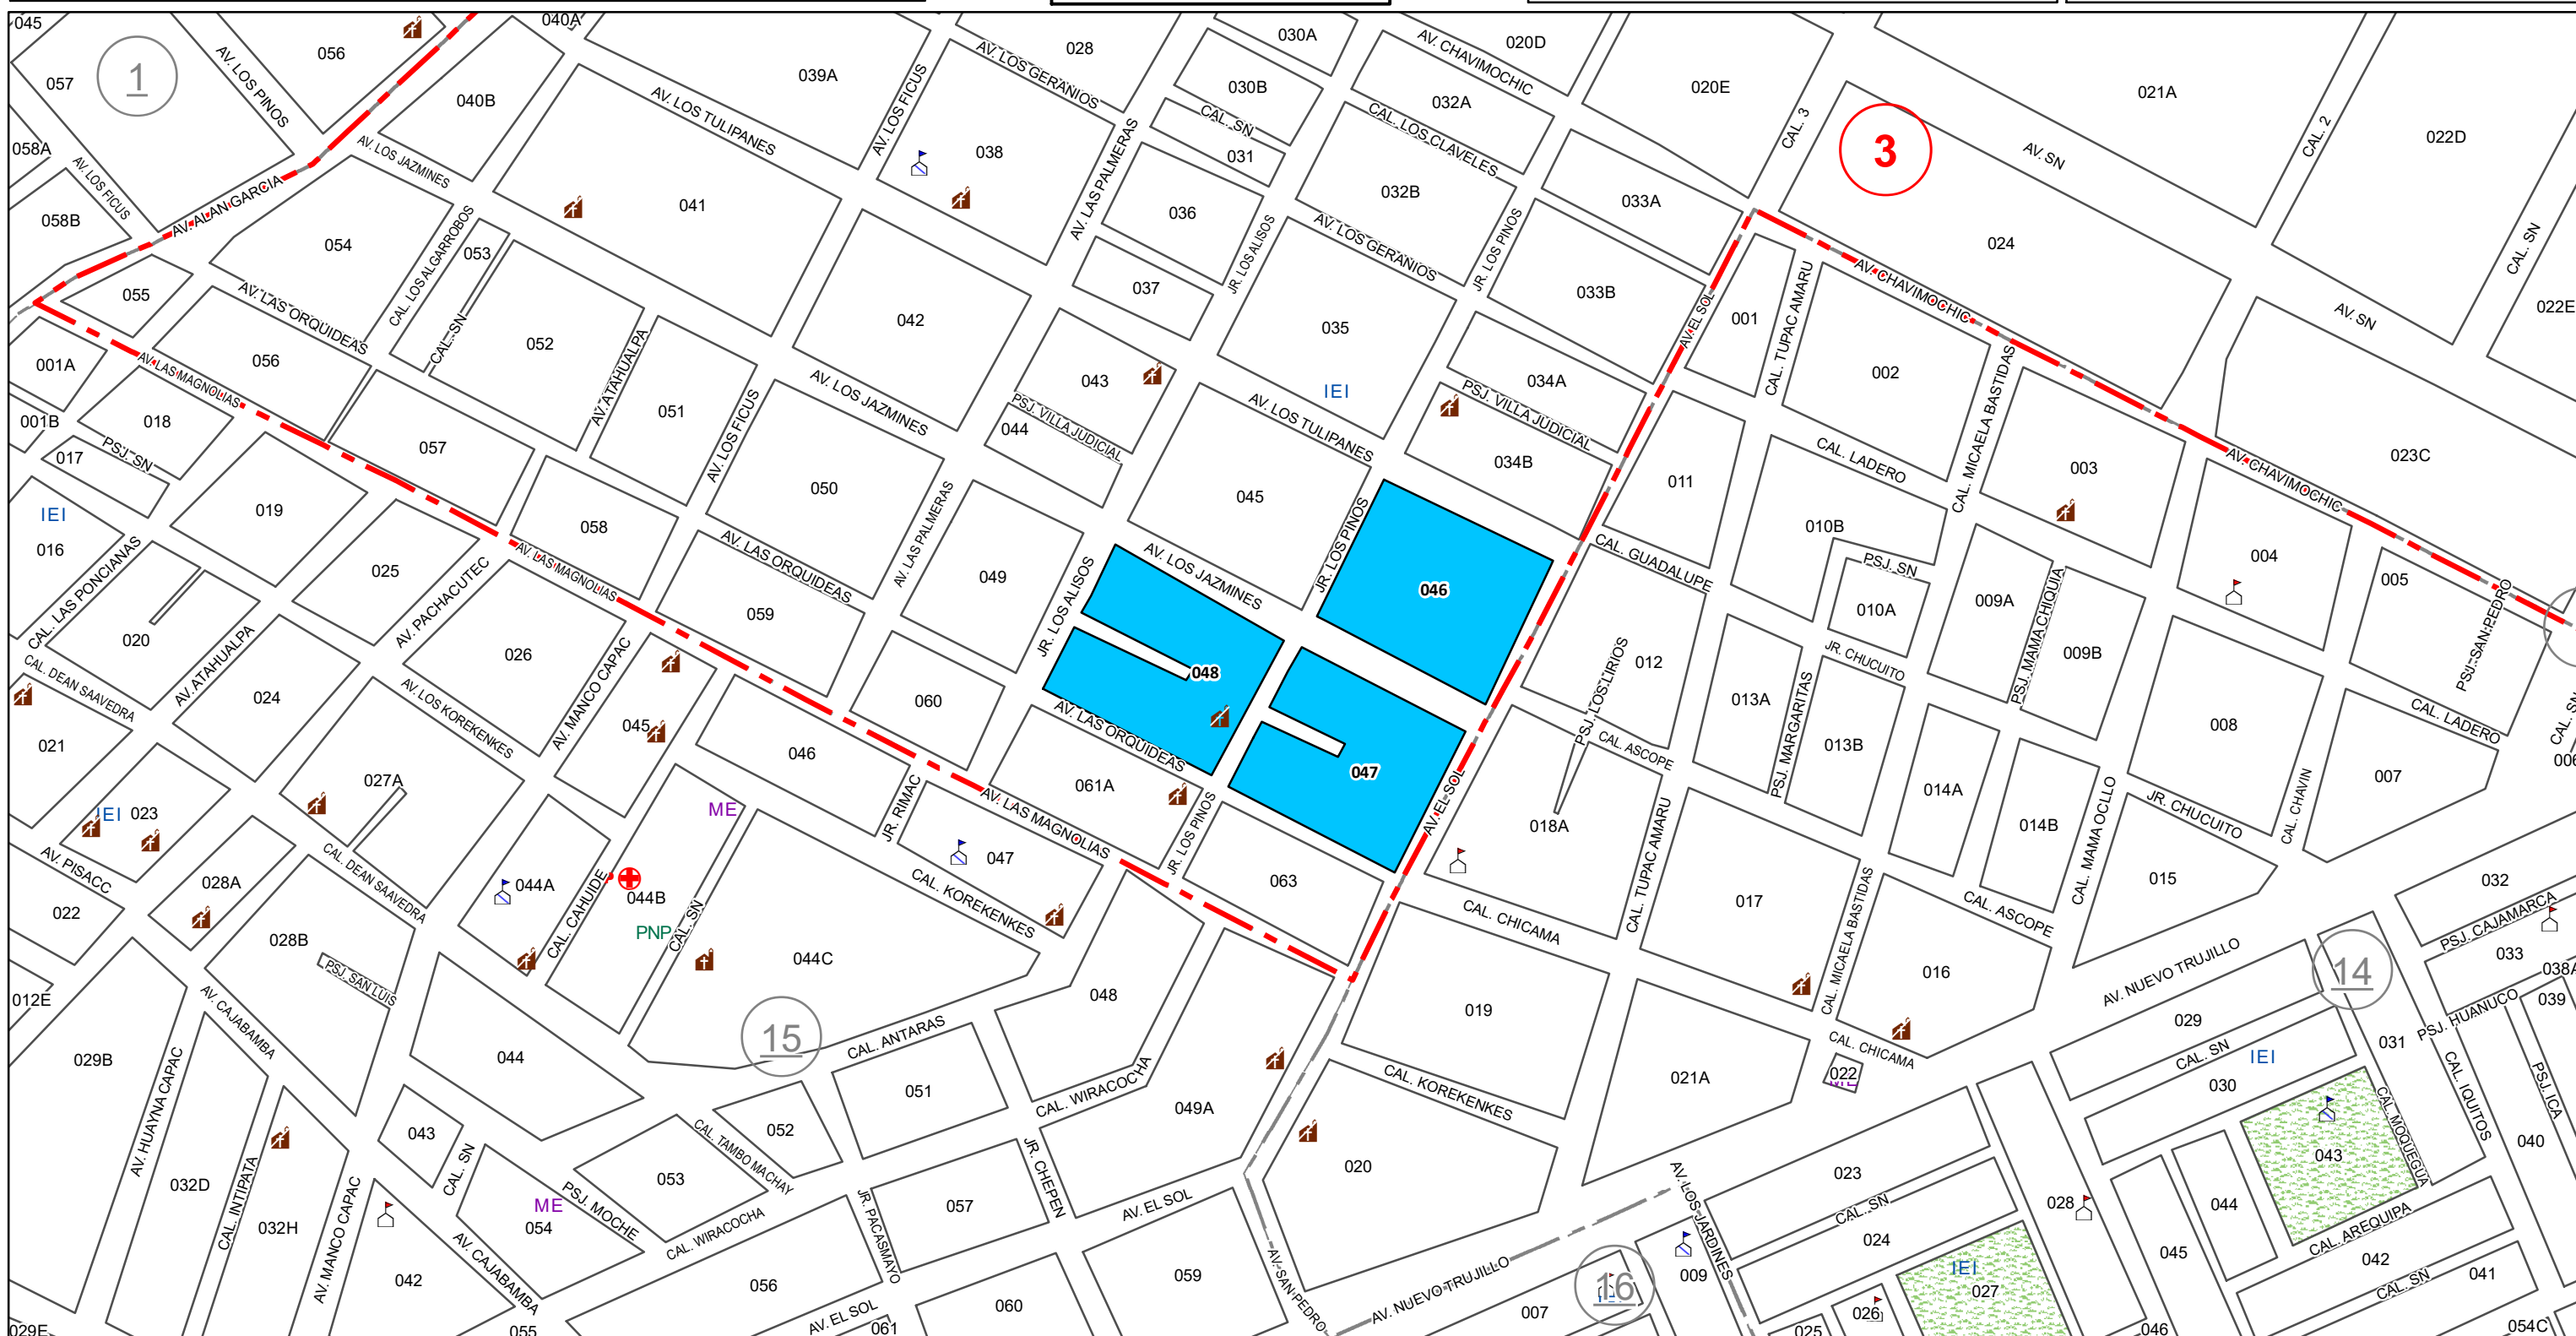 045
040A
056
057
1
AV. LOS PINOS
040B
039A
AV. LOS FICUS
028
AV. LOS GERANIOS
030A
030B
CAL. SN
031
AV. CHAVIMOCHIC
020D
032A
CAL. LOS CLAVELES
020E
CAL. 3
3
021A
CAL. 2
022D
AV. SN
058A
AV. LOS FICUS
058B
AV. ALAN GARCIA
AV. LOS JAZMINES
AV. LOS TULIPANES
041
038
AV. LAS PALMERAS
036
JR. LOS ALISOS
032B
AV. LOS GERANIOS
JR. LOS PINOS
033A
024
CAL. SN
022E
054
CAL. LOS ALGARROBOS
053
055
AV. LAS ORQUIDEAS
CAL. SN
052
AV. ATAHUALPA
042
037
035
IEI
033B
AV. EL SOL
001
CAL. TUPAC AMARU
AV. CHAVIMOCHIC
AV. SN
001A
AV. LAS MAGNOLIAS
056
001B
018
PSJ. SN
017
057
051
AV. LOS FICUS
AV. LOS JAZMINES
043
PSJ. VILLA JUDICIAL
044
AV. LOS TULIPANES
034A
PSJ. VILLA JUDICIAL
034B
011
002
CAL. LADERO
CAL. MICAELA BASTIDAS
003
AV. CHAVIMOCHIC
023C
IEI
016
019
058
050
AV. LAS PALMERAS
045
JR. LOS PINOS
046
CAL. GUADALUPE
010B
PSJ. SN
010A
009A
PSJ. MAMA CHIQUIA
009B
004
005
PSJ. SAN PEDRO
CAL. LAS PONCIANAS
020
025
AV. PACHACUTEC
AV. LAS MAGNOLIAS
AV. LAS ORQUIDEAS
059
049
JR. LOS ALISOS
AV. LOS JAZMINES
048
047
012
PSJ. LOS LIRIOS
JR. CHUCUITO
CAL. DEAN SAAVEDRA
AV. ATAHUALPA
024
026
AV. LOS KOREKENKES
AV. MANCO CAPAC
045
060
AV. LAS ORQUIDEAS
061A
CAL. ASCOPE
013A
PSJ. MARGARITAS
013B
014A
008
CAL. LADERO
007
CAL. SN
006
021
IEI
023
027A
046
ME
JR. RIMAC
AV. LAS MAGNOLIAS
JR. LOS PINOS
AV. EL SOL
018A
CAL. TUPAC AMARU
014B
CAL. MAMA OCLLO
JR. CHUCUITO
CAL. CHAVIN
AV. PISACC
028A
CAL. DEAN SAAVEDRA
044A
CAL. CAHUIDE
044B
PNP
CAL. SN
047
CAL. KOREKENKES
063
CAL. CHICAMA
017
CAL. MICAELA BASTIDAS
CAL. ASCOPE
015
032
PSJ. CAJAMARCA
022
028B
PSJ. SAN LUIS
044C
048
016
AV. NUEVO TRUJILLO
14
033
038A
012E
AV. CAJABAMBA
15
CAL. ANTARAS
019
CAL. CHICAMA
029
CAL. SN
IEI
031
PSJ. HUANUCO
039
029B
AV. HUAYNA CAPAC
044
051
CAL. WIRACOCHA
049A
CAL. KOREKENKES
021A
022
030
CAL. MOQUEGUA
CAL. IQUITOS
PSJ. ICA
043
CAL. SN
052
CAL. TAMBO MACHAY
JR. CHEPEN
020
AV. LOS JARDINES
023
043
040
032D
CAL. INTIPATA
032H
AV. MANCO CAPAC
ME
054
PSJ. MOCHE
053
CAL. WIRACOCHA
JR. PACASMAYO
057
AV. EL SOL
CAL. SN
028
044
CAL. AREQUIPA
042
AV. CAJABAMBA
056
059
AV. SAN PEDRO
AV. NUEVO TRUJILLO
16
009
024
IEI
027
045
042
CAL. SN
041
029E
055
AV. EL SOL
061
060
007
025
026
046
054C